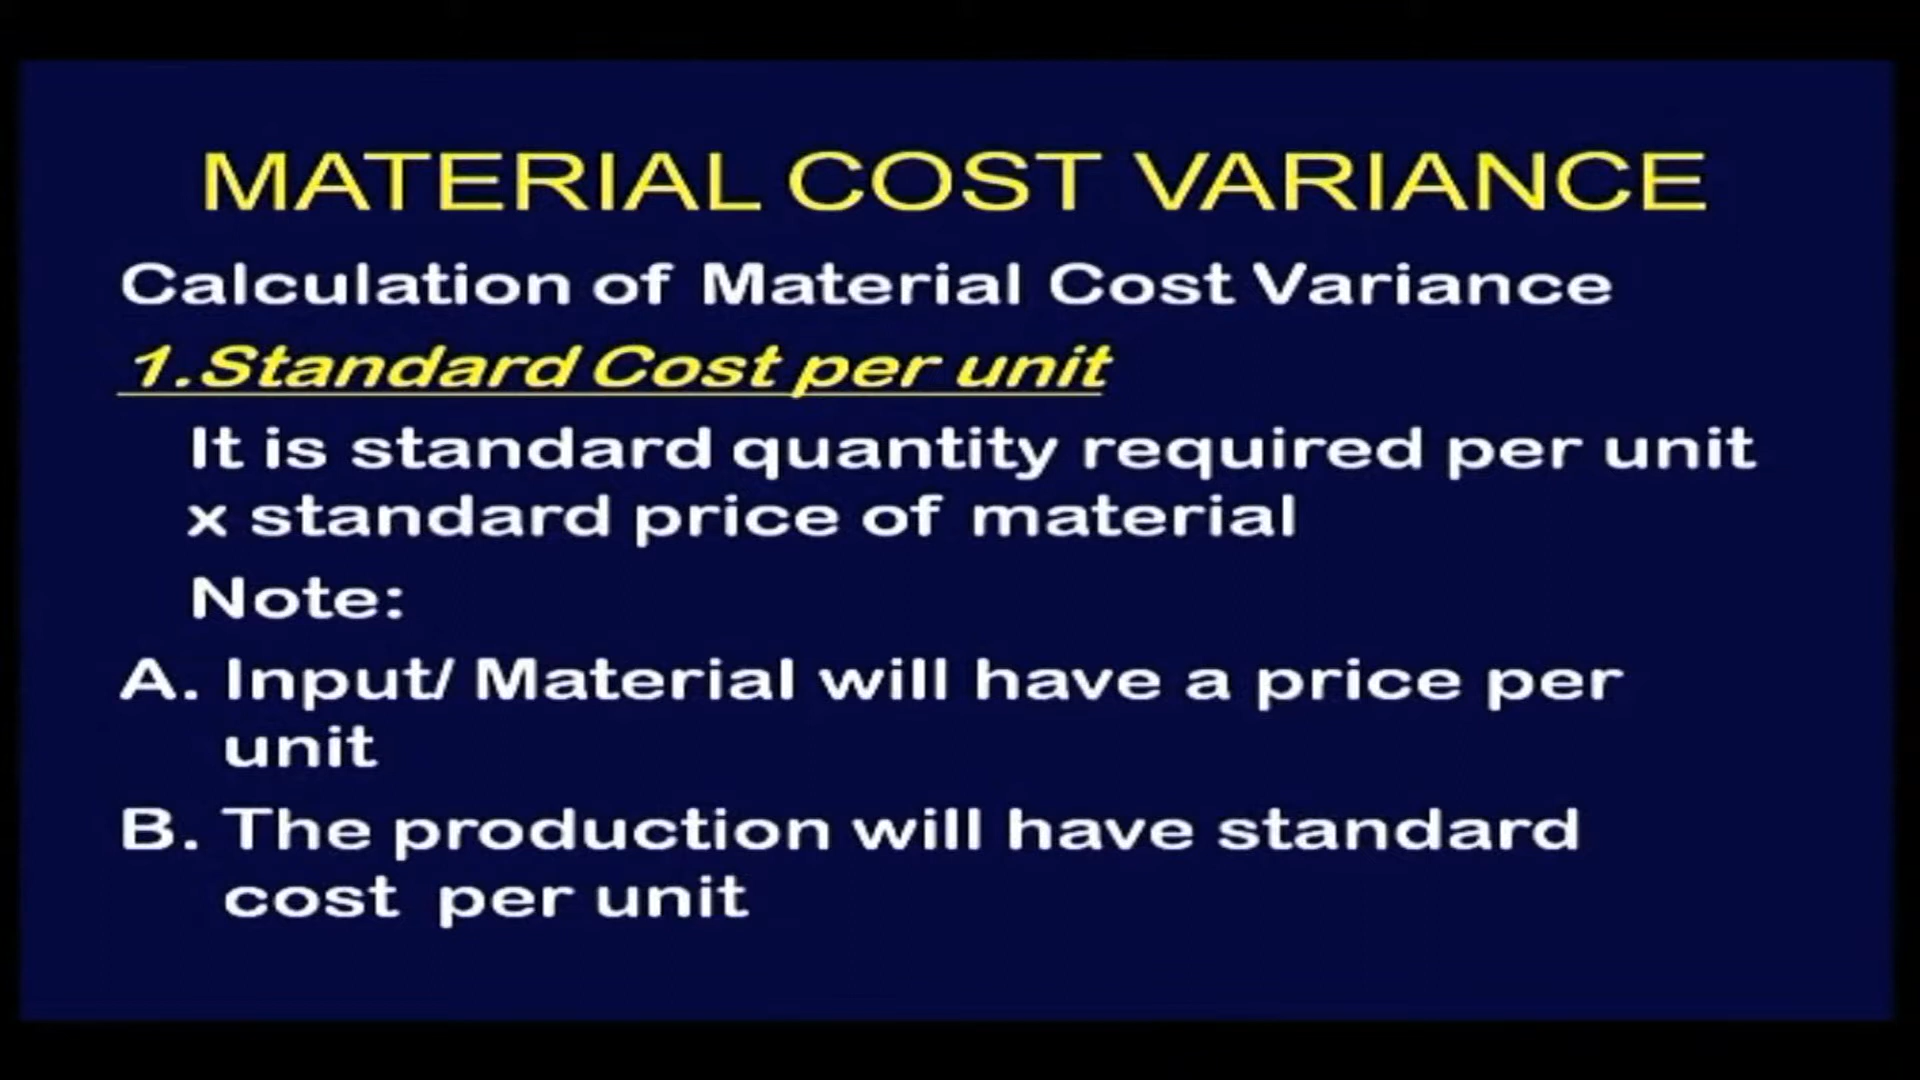 MATERIAL COST VARIANCE
Calculation of Material Cost Variance
1.Standard Cost per unit
It is standard quantity required per unit
x standard price of material
Note:
A. Input/ Material will have a price per
unit
B. The production will have standard
cost per unit